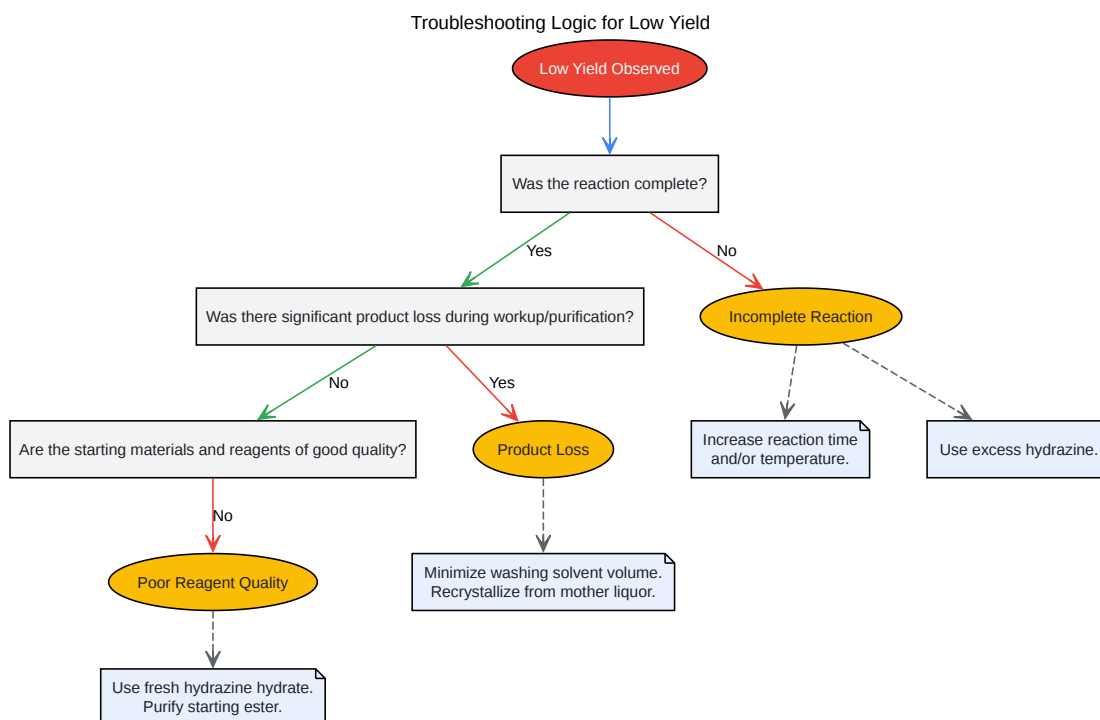 Troubleshooting Logic for Low Yield
Low Yield Observed
Was the reaction complete?
Yes
No
Was there significant product loss during workup/purification?
Incomplete Reaction
No
Yes
Are the starting materials and reagents of good quality?
Product Loss
Increase reaction time
and/or temperature.
Use excess hydrazine.
No
Poor Reagent Quality
Minimize washing solvent volume.
Recrystallize from mother liquor.
Use fresh hydrazine hydrate.
Purify starting ester.